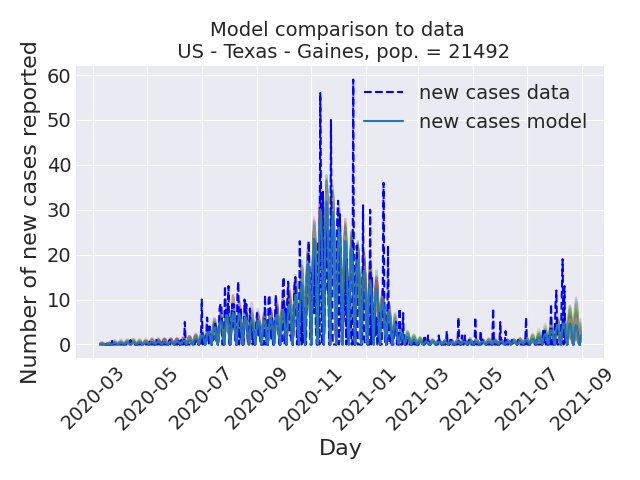 Model comparison to data
US - Texas - Gaines, pop. = 21492
Number of new cases reported
60
50
40
30
20
10
0
new cases data
new cases model
2020-03
2020-05
2020-07
2020-09
2020-11
2021-01
2021-03
2021-05
2021-07
2021-09
Day